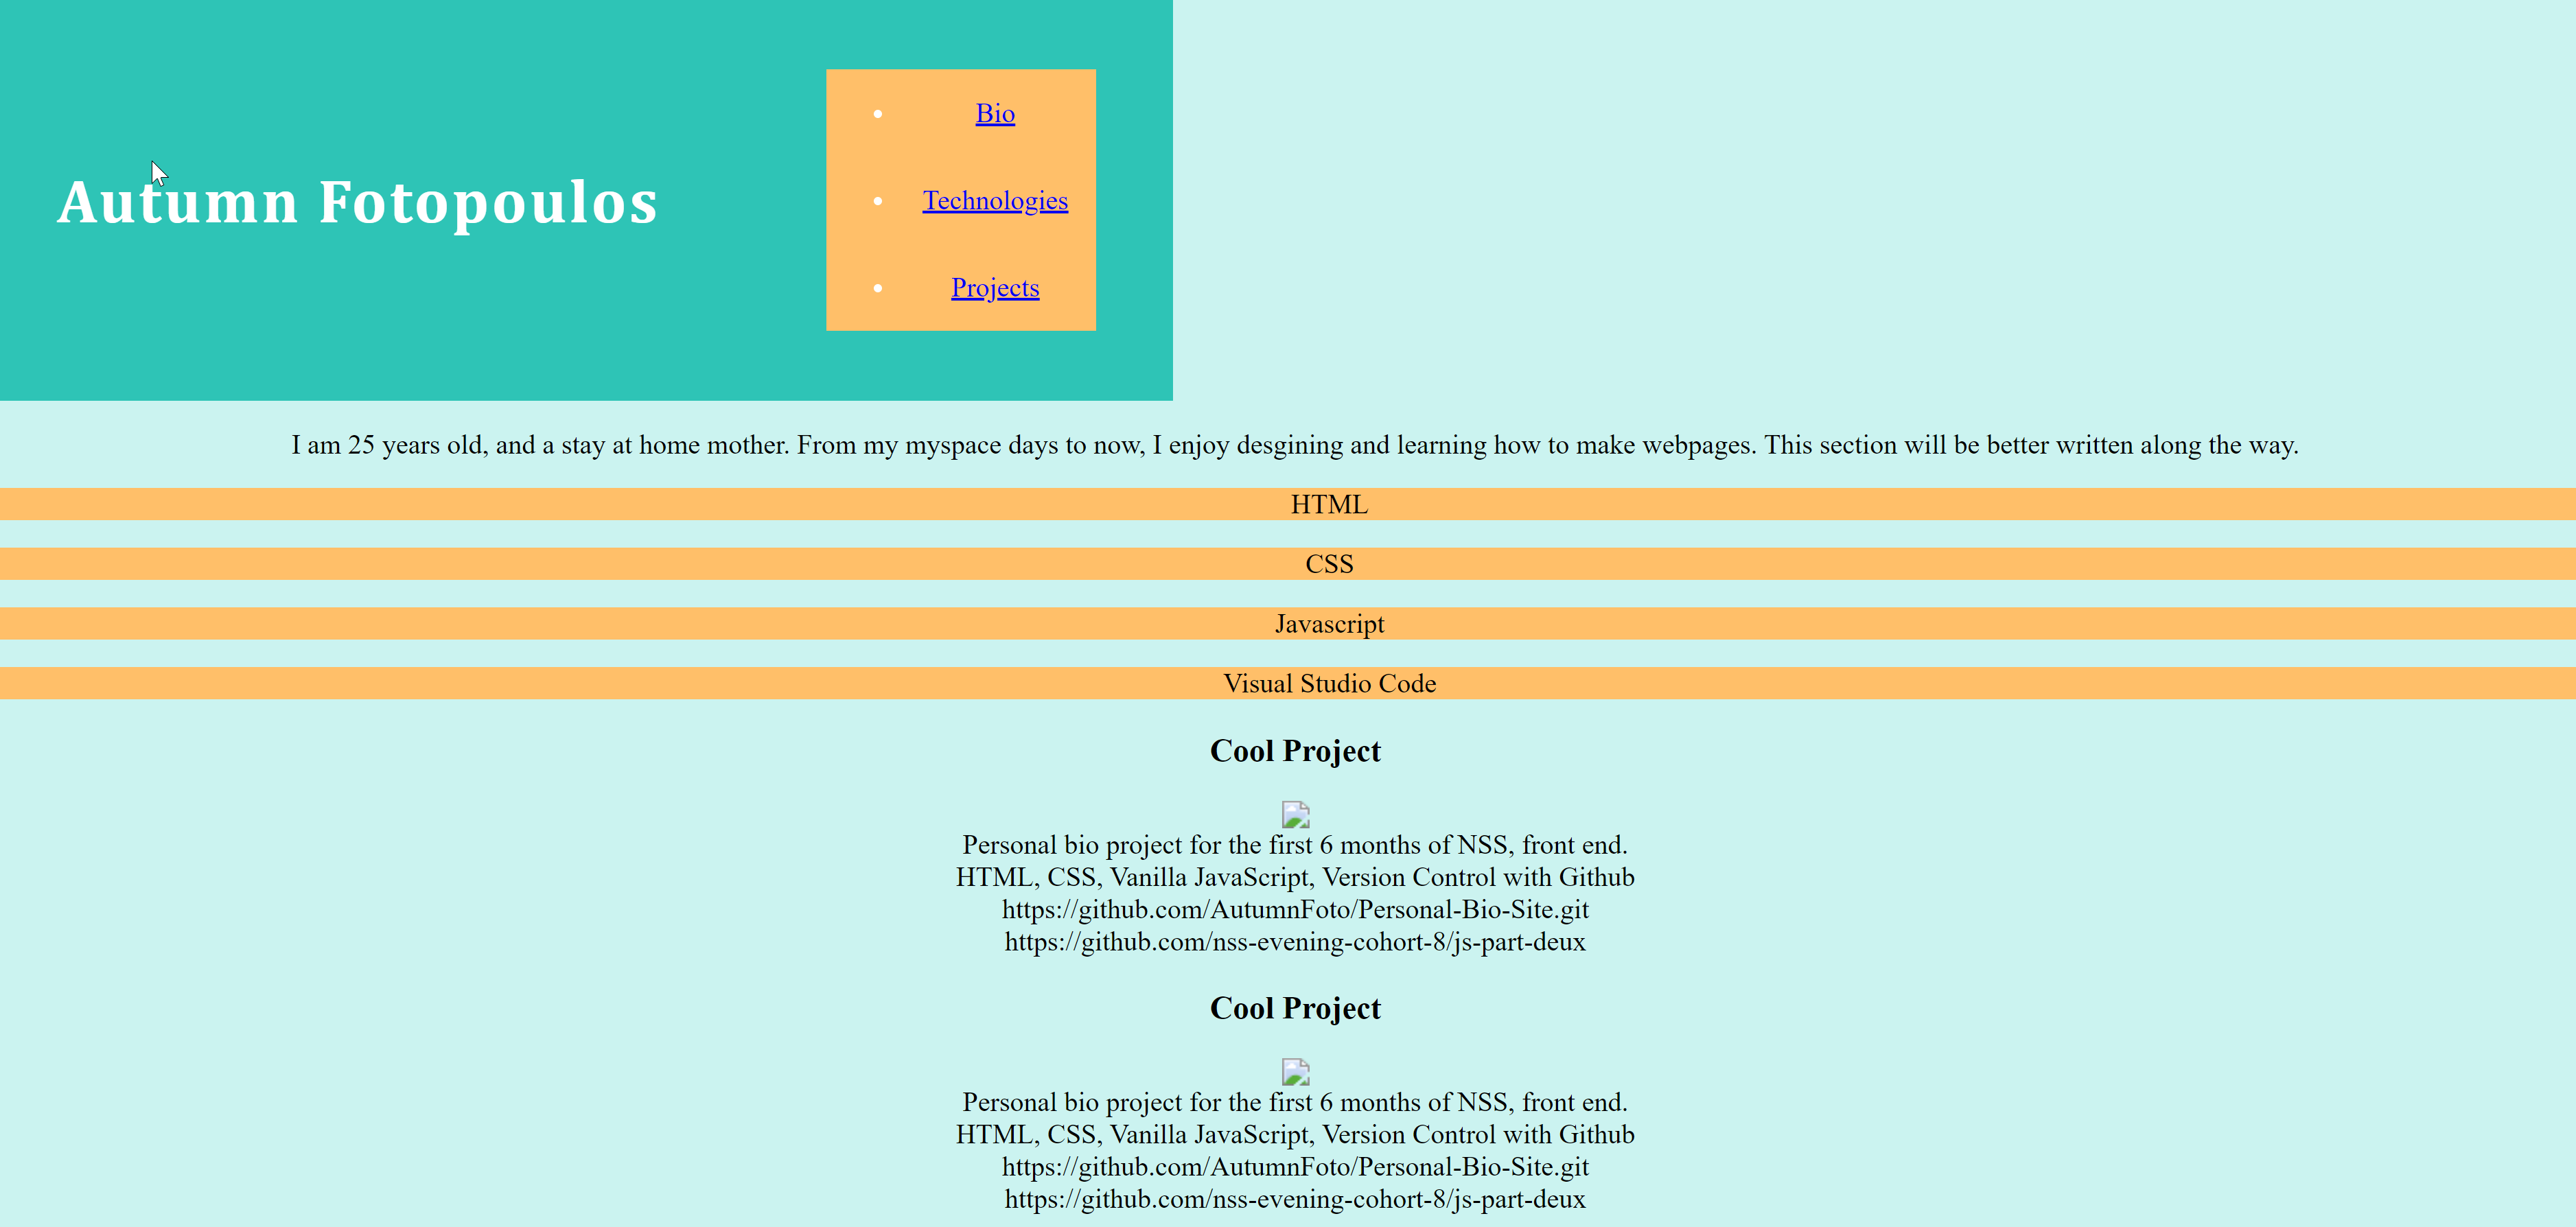 Autumn Fotopoulos
Bio
Technologies
Projects
I am 25 years old, and a stay at home mother. From my myspace days to now, I enjoy desgining and learning how to make webpages. This section will be better written along the way.
HTML
CSS
Javascript
Visual Studio Code
Cool Project
Personal bio project for the first 6 months of NSS, front end.
HTML, CSS, Vanilla JavaScript, Version Control with Github
https://github.com/AutumnFoto/Personal-Bio-Site.git
https://github.com/nss-evening-cohort-8/js-part-deux
Cool Project
Personal bio project for the first 6 months of NSS, front end.
HTML, CSS, Vanilla JavaScript, Version Control with Github
https://github.com/AutumnFoto/Personal-Bio-Site.git
https://github.com/nss-evening-cohort-8/js-part-deux